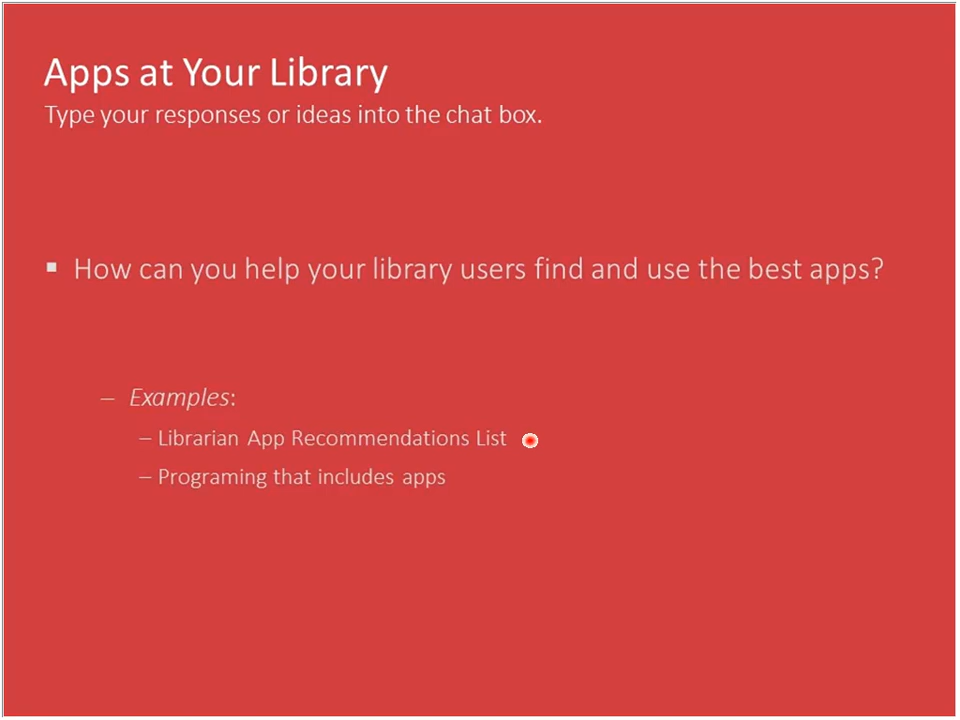 Apps at Your Library
Type your responses or ideas into the chat box.
▪ How can you help your library users find and use the best apps?
– Examples:
– Librarian App Recommendations List
– Programing that includes apps